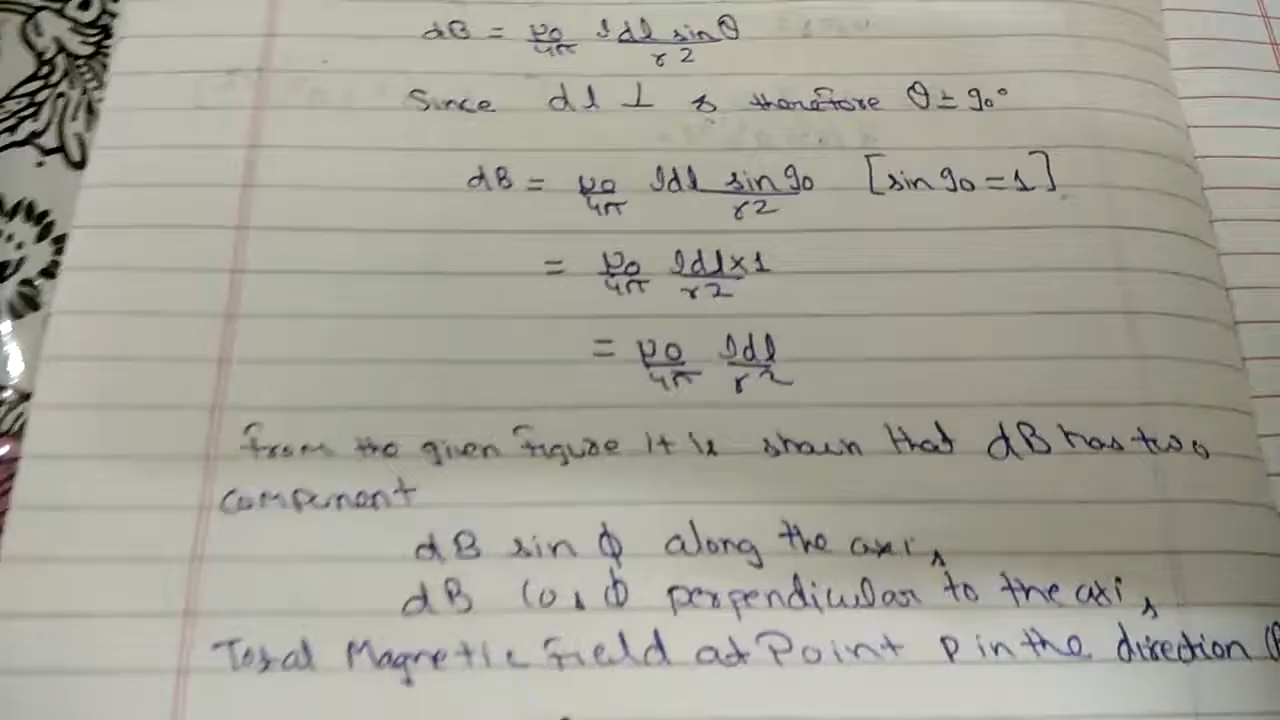 dB = μ0/4π Idl sinθ/r2
Since dl ⊥ r therefore θ = 90°
dB = μ0/4π Idl sin90/r2 [sin90=1]
= μ0/4π Idl×1/r2
= μ0/4π Idl/r2
from the given figure it is shown that dB has two
component
dB sin ϕ along the axis
dB cos ϕ perpendicular to the axis
Total Magnetic field at Point P in the direction